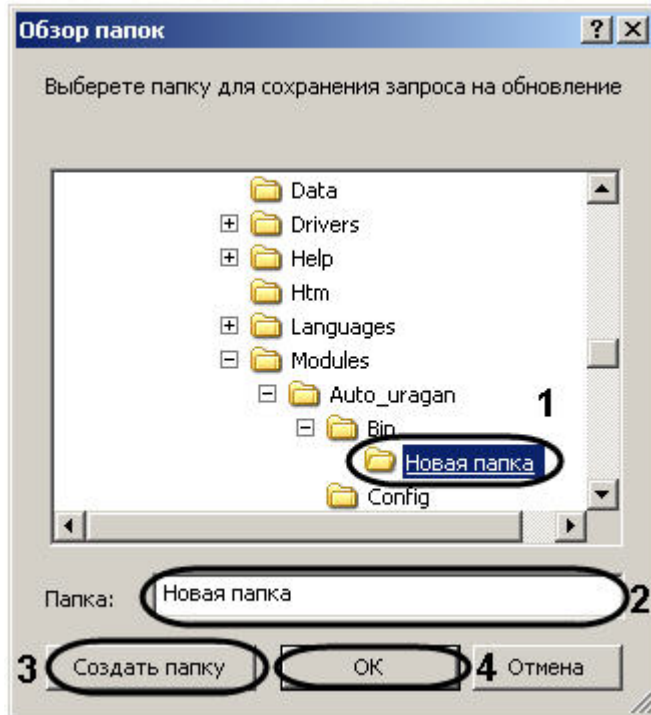 Обзор папок
Выберете папку для сохранения запроса на обновление
Data
Drivers
Help
Htm
Languages
Modules
Auto_uragan
1
Bin
Новая папка
Config
Папка: Новая папка 2
3 Создать папку ОК 4 Отмена